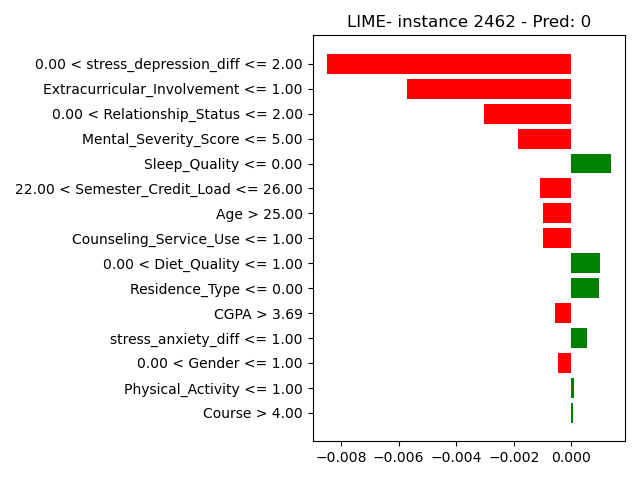 LIME- instance 2462 - Pred: 0
0.00 < stress_depression_diff <= 2.00
Extracurricular_Involvement <= 1.00
0.00 < Relationship_Status <= 2.00
Mental_Severity_Score <= 5.00
Sleep_Quality <= 0.00
22.00 < Semester_Credit_Load <= 26.00
Age > 25.00
Counseling_Service_Use <= 1.00
0.00 < Diet_Quality <= 1.00
Residence_Type <= 0.00
CGPA > 3.69
stress_anxiety_diff <= 1.00
0.00 < Gender <= 1.00
Physical_Activity <= 1.00
Course > 4.00
−0.008 −0.006 −0.004 −0.002 0.000